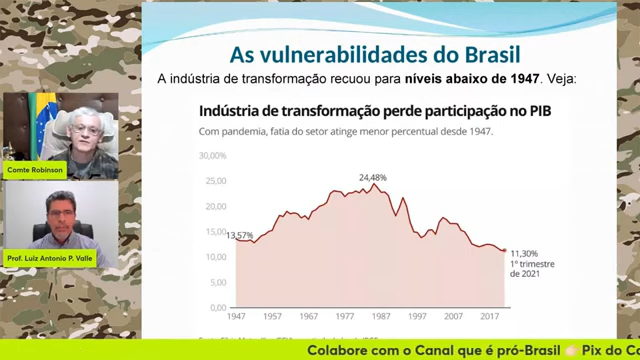 As vulnerabilidades do Brasil
A indústria de transformação recuou para níveis abaixo de 1947. Veja:
Indústria de transformação perde participação no PIB
Com pandemia, fatia do setor atinge menor percentual desde 1947.
30,00%
25,00
20,00
15,00
10,00
5,00
0,00
13,57%
24,48%
11,30%
1º trimestre
de 2021
1947
1957
1967
1977
1987
1997
2007
2017
Comte Robinson
Prof. Luiz Antonio P. Valle
Colabore com o Canal que é pró-Brasil
Pix do Co